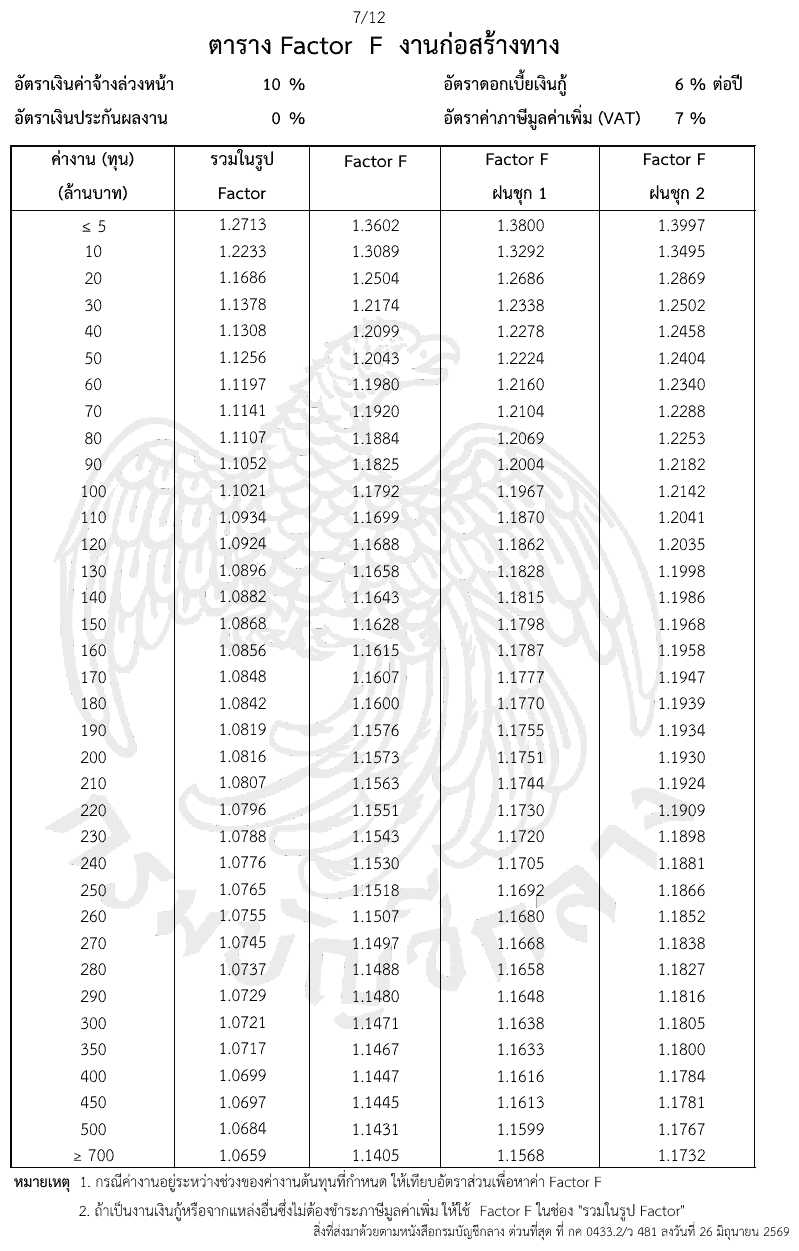 7/12
ตาราง Factor F งานก่อสร้างทาง
อัตราเงินค่าจ้างล่วงหน้า 10 % อัตราดอกเบี้ยเงินกู้ 6 % ต่อปี
อัตราเงินประกันผลงาน 0 % อัตราค่าภาษีมูลค่าเพิ่ม (VAT) 7 %
ค่างาน (ทุน) รวมในรูป Factor F Factor F Factor F
(ล้านบาท) Factor ฝนชุก 1 ฝนชุก 2
≤ 5 1.2713 1.3602 1.3800 1.3997
10 1.2233 1.3089 1.3292 1.3495
20 1.1686 1.2504 1.2686 1.2869
30 1.1378 1.2174 1.2338 1.2502
40 1.1308 1.2099 1.2278 1.2458
50 1.1256 1.2043 1.2224 1.2404
60 1.1197 1.1980 1.2160 1.2340
70 1.1141 1.1920 1.2104 1.2288
80 1.1107 1.1884 1.2069 1.2253
90 1.1052 1.1825 1.2004 1.2182
100 1.1021 1.1792 1.1967 1.2142
110 1.0934 1.1699 1.1870 1.2041
120 1.0924 1.1688 1.1862 1.2035
130 1.0896 1.1658 1.1828 1.1998
140 1.0882 1.1643 1.1815 1.1986
150 1.0868 1.1628 1.1798 1.1968
160 1.0856 1.1615 1.1787 1.1958
170 1.0848 1.1607 1.1777 1.1947
180 1.0842 1.1600 1.1770 1.1939
190 1.0819 1.1576 1.1755 1.1934
200 1.0816 1.1573 1.1751 1.1930
210 1.0807 1.1563 1.1744 1.1924
220 1.0796 1.1551 1.1730 1.1909
230 1.0788 1.1543 1.1720 1.1898
240 1.0776 1.1530 1.1705 1.1881
250 1.0765 1.1518 1.1692 1.1866
260 1.0755 1.1507 1.1680 1.1852
270 1.0745 1.1497 1.1668 1.1838
280 1.0737 1.1488 1.1658 1.1827
290 1.0729 1.1480 1.1648 1.1816
300 1.0721 1.1471 1.1638 1.1805
350 1.0717 1.1467 1.1633 1.1800
400 1.0699 1.1447 1.1616 1.1784
450 1.0697 1.1445 1.1613 1.1781
500 1.0684 1.1431 1.1599 1.1767
≥ 700 1.0659 1.1405 1.1568 1.1732
กรมบัญชีกลาง
หมายเหตุ 1. กรณีค่างานอยู่ระหว่างช่วงของค่างานต้นทุนที่กำหนด ให้เทียบอัตราส่วนเพื่อหาค่า Factor F
2. ถ้าเป็นงานเงินกู้หรือจากแหล่งอื่นซึ่งไม่ต้องชำระภาษีมูลค่าเพิ่ม ให้ใช้ Factor F ในช่อง "รวมในรูป Factor"
สิ่งที่ส่งมาด้วยตามหนังสือกรมบัญชีกลาง ด่วนที่สุด ที่ กค 0433.2/ว 481 ลงวันที่ 26 มิถุนายน 2569